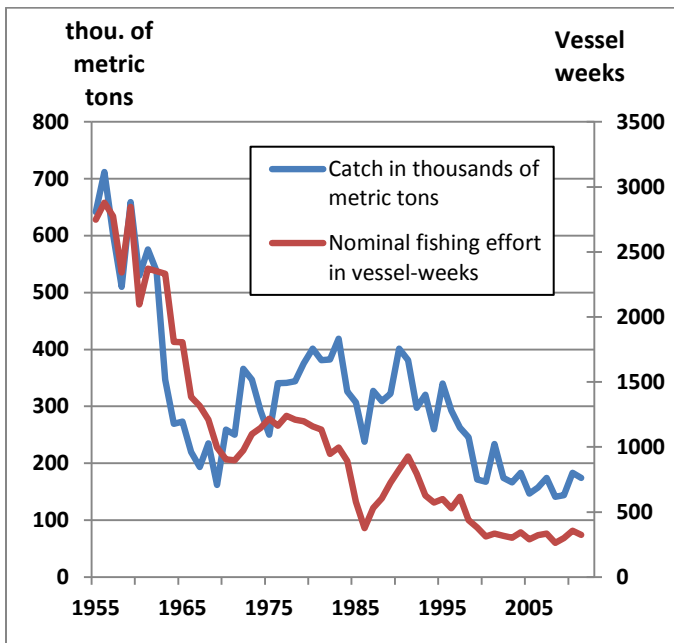 thou. of
metric
tons
Vessel
weeks
800
700
600
500
400
300
200
100
0
3500
3000
2500
2000
1500
1000
500
0
Catch in thousands of
metric tons
Nominal fishing effort
in vessel-weeks
1955 1965 1975 1985 1995 2005